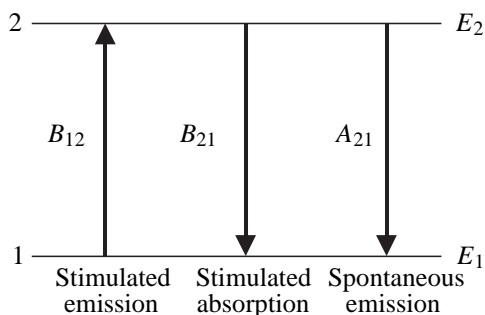 2 E2
B12 B21 A21
1 E1
Stimulated Stimulated Spontaneous
emission absorption emission